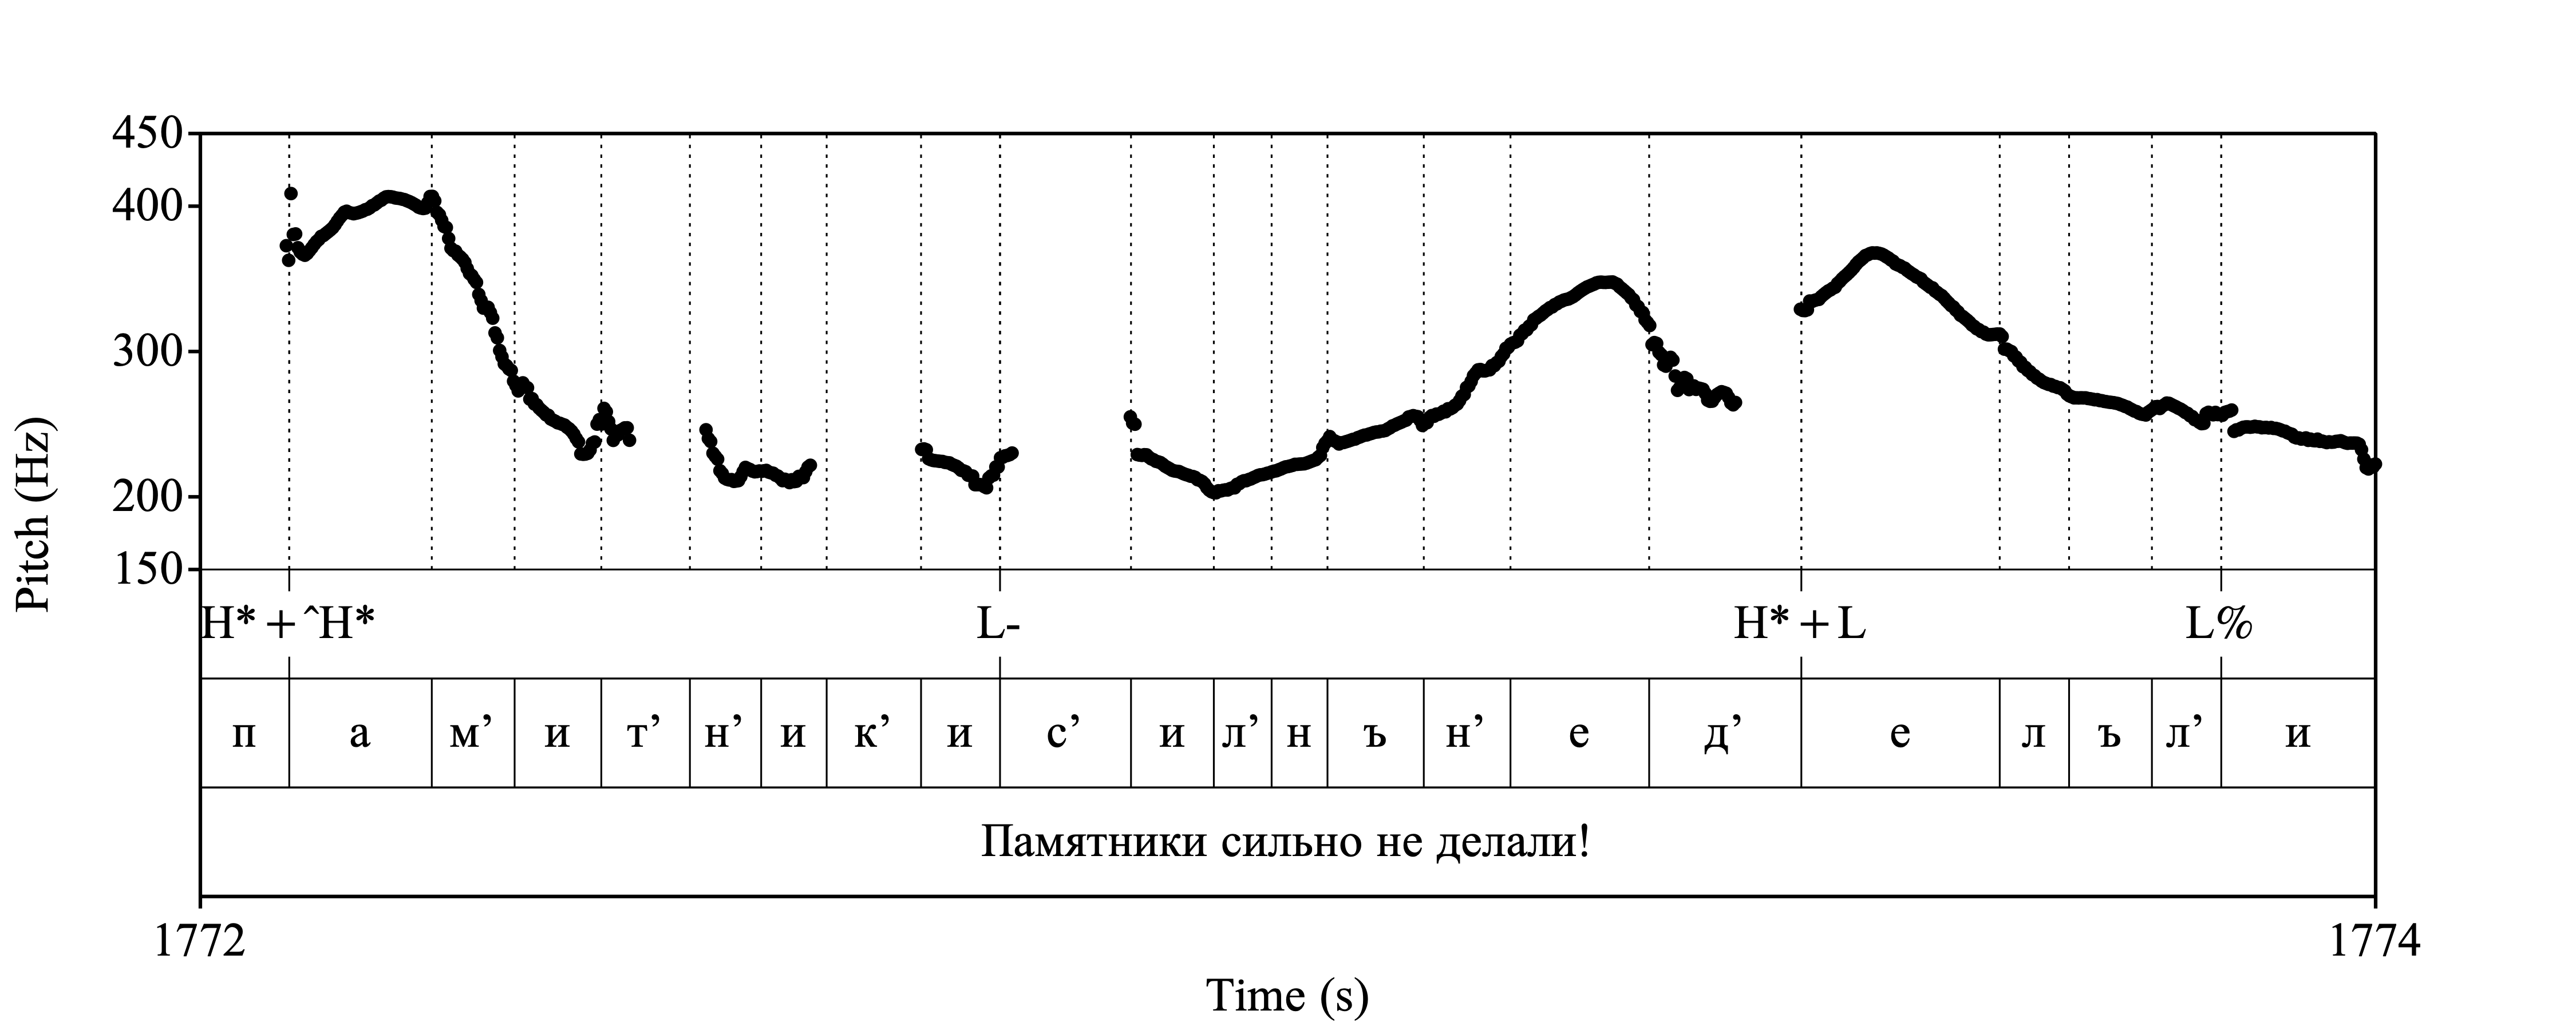 450
400
300
200
150
Pitch (Hz)
H* + ^H* L- H* + L L%
п а м’ и т’ н’ и к’ и с’ и л’ н ъ н’ е д’ е л ъ л’ и
Памятники сильно не делали!
1772 1774
Time (s)